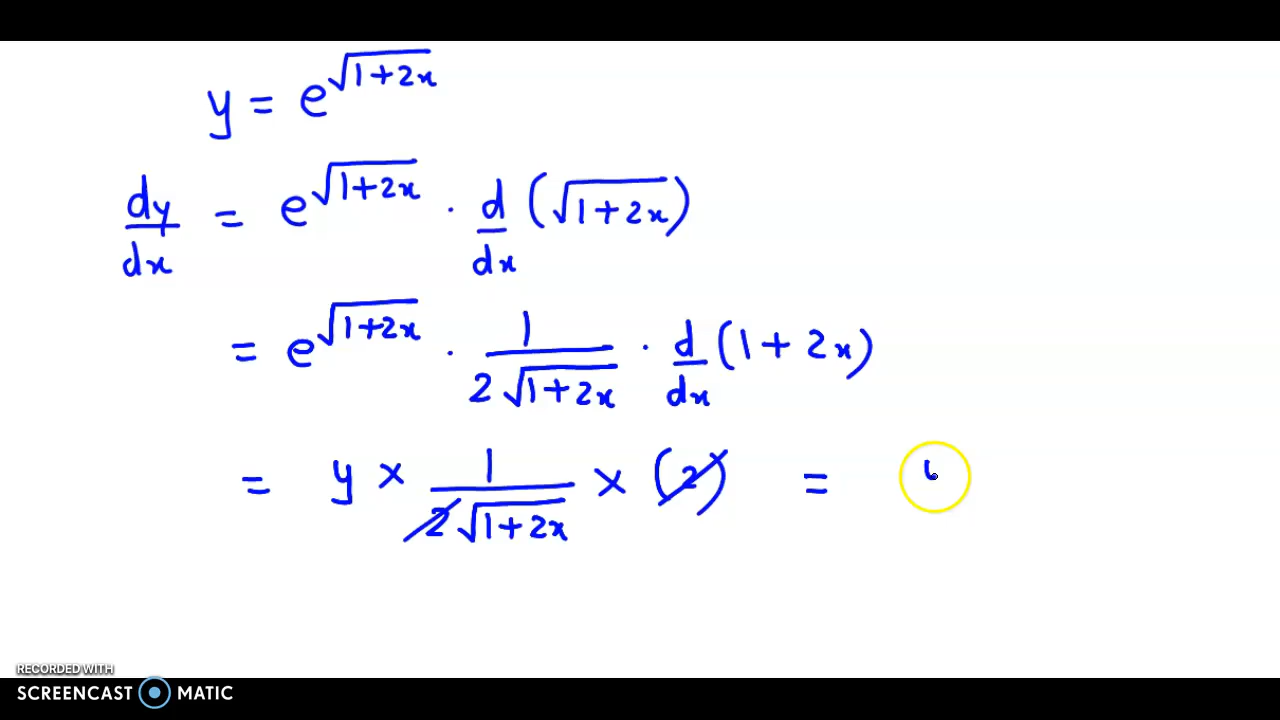 y = e^√(1+2x)
dy/dx = e^√(1+2x) · d/dx (√(1+2x))
= e^√(1+2x) · 1/(2√(1+2x)) · d/dx (1+2x)
= y × 1/(2√(1+2x)) × (2) =
RECORDED WITH
SCREENCAST MATIC